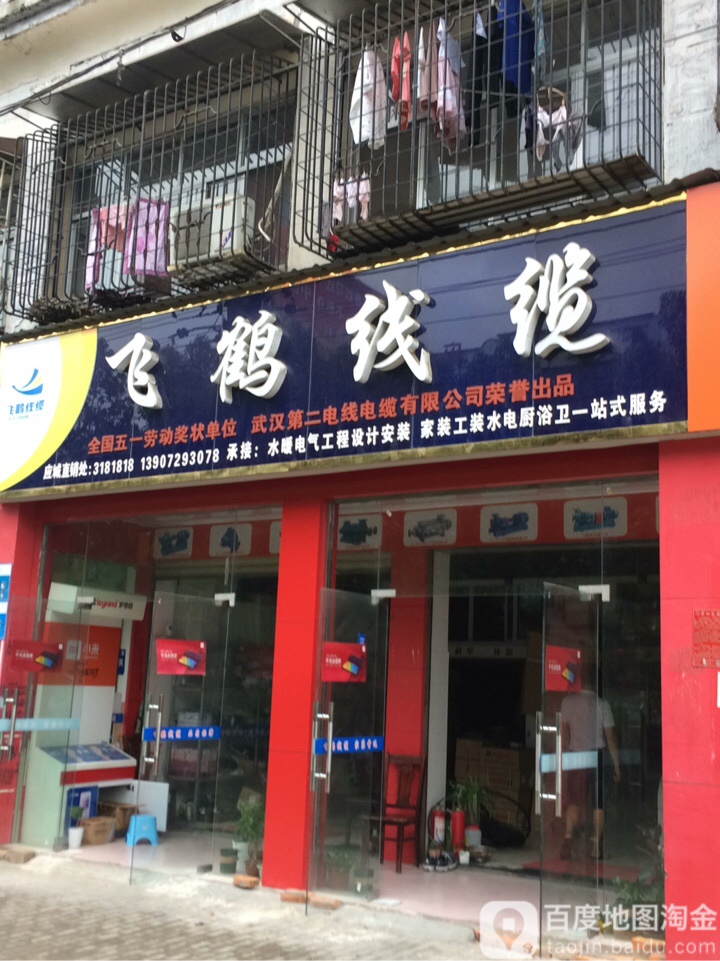 飞鹤线缆
飞鹤线缆
全国五一劳动奖状单位 武汉第二电线电缆有限公司荣誉出品
应城直销处:3181818 13907293078 承接：水暖电气工程设计安装 家装工装水电厨浴卫一站式服务
legrand
百度地图淘金
taojin.baidu.com